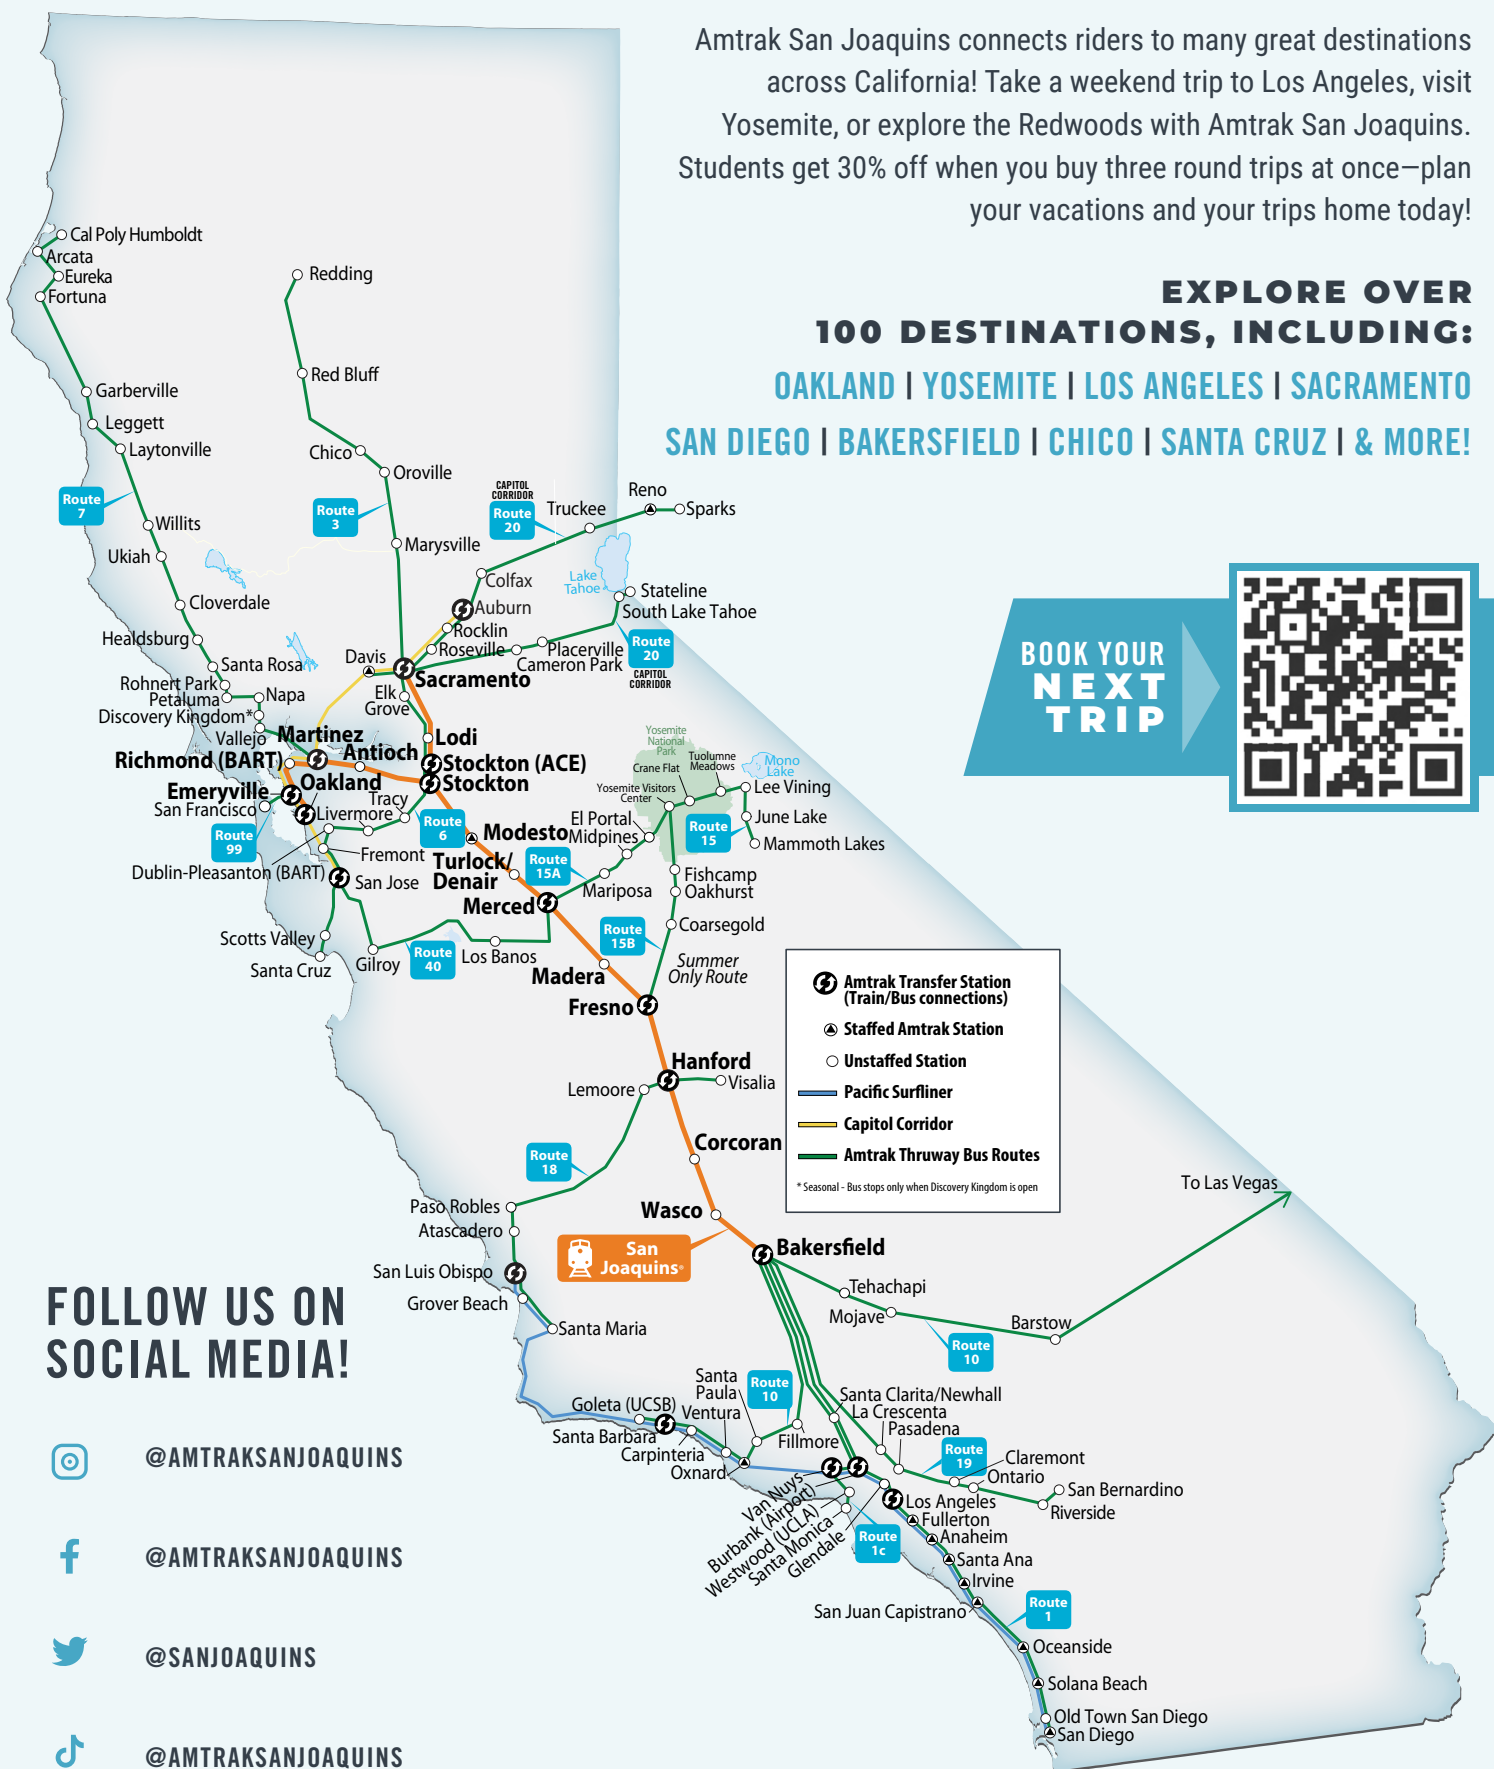 Amtrak San Joaquins connects riders to many great destinations
across California! Take a weekend trip to Los Angeles, visit
Yosemite, or explore the Redwoods with Amtrak San Joaquins.
Students get 30% off when you buy three round trips at once—plan
your vacations and your trips home today!
EXPLORE OVER
100 DESTINATIONS, INCLUDING:
OAKLAND | YOSEMITE | LOS ANGELES | SACRAMENTO
SAN DIEGO | BAKERSFIELD | CHICO | SANTA CRUZ | & MORE!
BOOK YOUR
NEXT
TRIP
Cal Poly Humboldt
Arcata
Eureka
Fortuna
Garberville
Leggett
Laytonville
Route
7
Willits
Ukiah
Cloverdale
Healdsburg
Santa Rosa
Rohnert Park
Petaluma
Napa
Discovery Kingdom*
Vallejo
Redding
Red Bluff
Chico
Oroville
Route
3
Marysville
CAPITOL
CORRIDOR
Route
20
Truckee
Reno
Sparks
Colfax
Auburn
Rocklin
Roseville
Lake
Tahoe
Stateline
South Lake Tahoe
Placerville
Cameron Park
Route
20
CAPITOL
CORRIDOR
Davis
Sacramento
Elk
Grove
Martinez
Antioch
Lodi
Richmond (BART)
Stockton (ACE)
Stockton
Emeryville
Oakland
San Francisco
Tracy
Livermore
Route
99
Route
6
Dublin-Pleasanton (BART)
Fremont
San Jose
Modesto
Turlock/
Denair
Merced
Route
15A
Scotts Valley
Santa Cruz
Gilroy
Route
40
Los Banos
Yosemite
National
Park
Crane Flat
Tuolumne
Meadows
Mono
Lake
Yosemite Visitors
Center
Lee Vining
El Portal
Midpines
Route
15
June Lake
Mammoth Lakes
Mariposa
Fishcamp
Oakhurst
Coarsegold
Route
15B
Summer
Only Route
Madera
Fresno
Hanford
Lemoore
Visalia
Corcoran
Route
18
Wasco
Paso Robles
Atascadero
San Luis Obispo
Grover Beach
Santa Maria
San
Joaquins®
Bakersfield
Amtrak Transfer Station
(Train/Bus connections)
Staffed Amtrak Station
Unstaffed Station
Pacific Surfliner
Capitol Corridor
Amtrak Thruway Bus Routes
* Seasonal - Bus stops only when Discovery Kingdom is open
To Las Vegas
Tehachapi
Mojave
Barstow
Route
10
Santa
Paula
Route
10
Goleta (UCSB)
Ventura
Santa Barbara
Carpinteria
Oxnard
Fillmore
Santa Clarita/Newhall
La Crescenta
Pasadena
Route
19
Claremont
Ontario
San Bernardino
Riverside
Van Nuys
Burbank (Airport)
Westwood (UCLA)
Santa Monica
Glendale
Route
1c
Los Angeles
Fullerton
Anaheim
Santa Ana
Irvine
San Juan Capistrano
Route
1
Oceanside
Solana Beach
Old Town San Diego
San Diego
FOLLOW US ON
SOCIAL MEDIA!
@AMTRAKSANJOAQUINS
@AMTRAKSANJOAQUINS
@SANJOAQUINS
@AMTRAKSANJOAQUINS